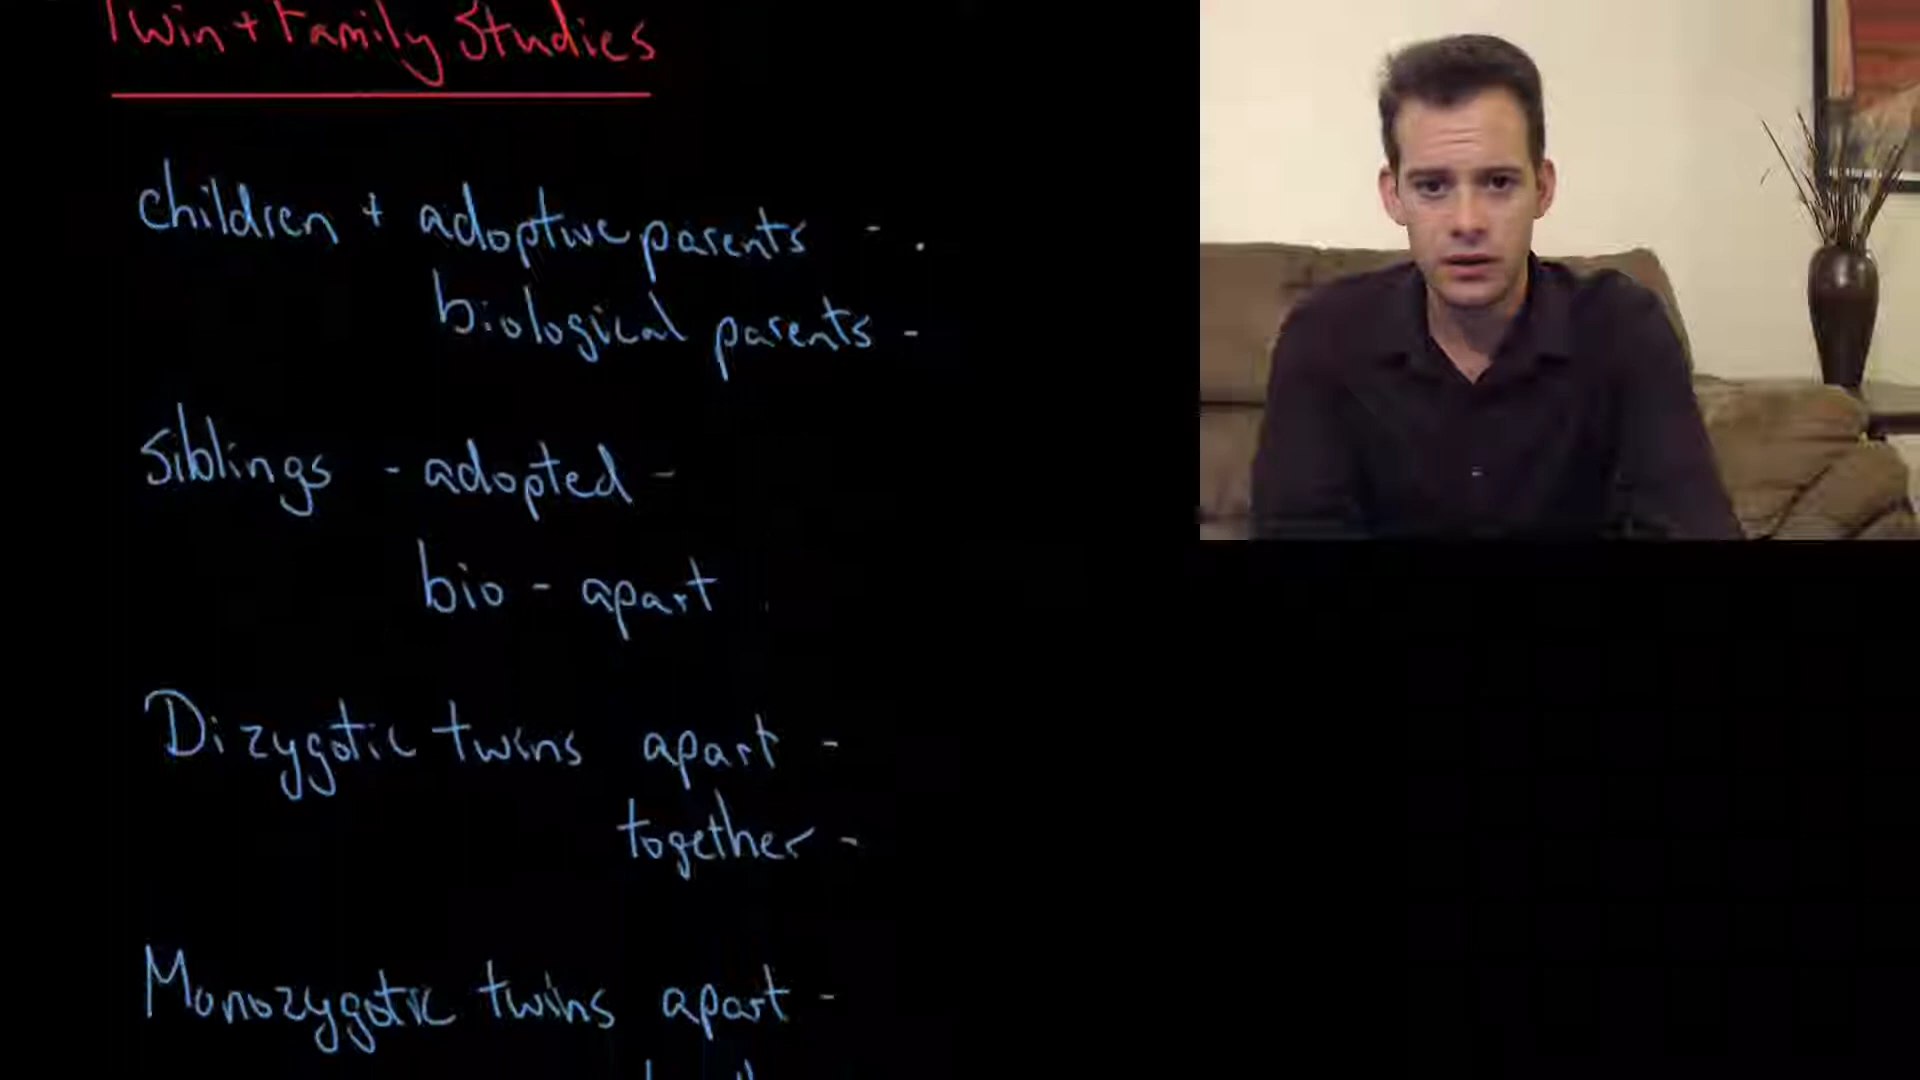 Twin + Family Studies
children + adoptive parents - .
biological parents -
siblings - adopted -
bio - apart
Dizygotic twins apart -
together -
Monozygotic twins apart -